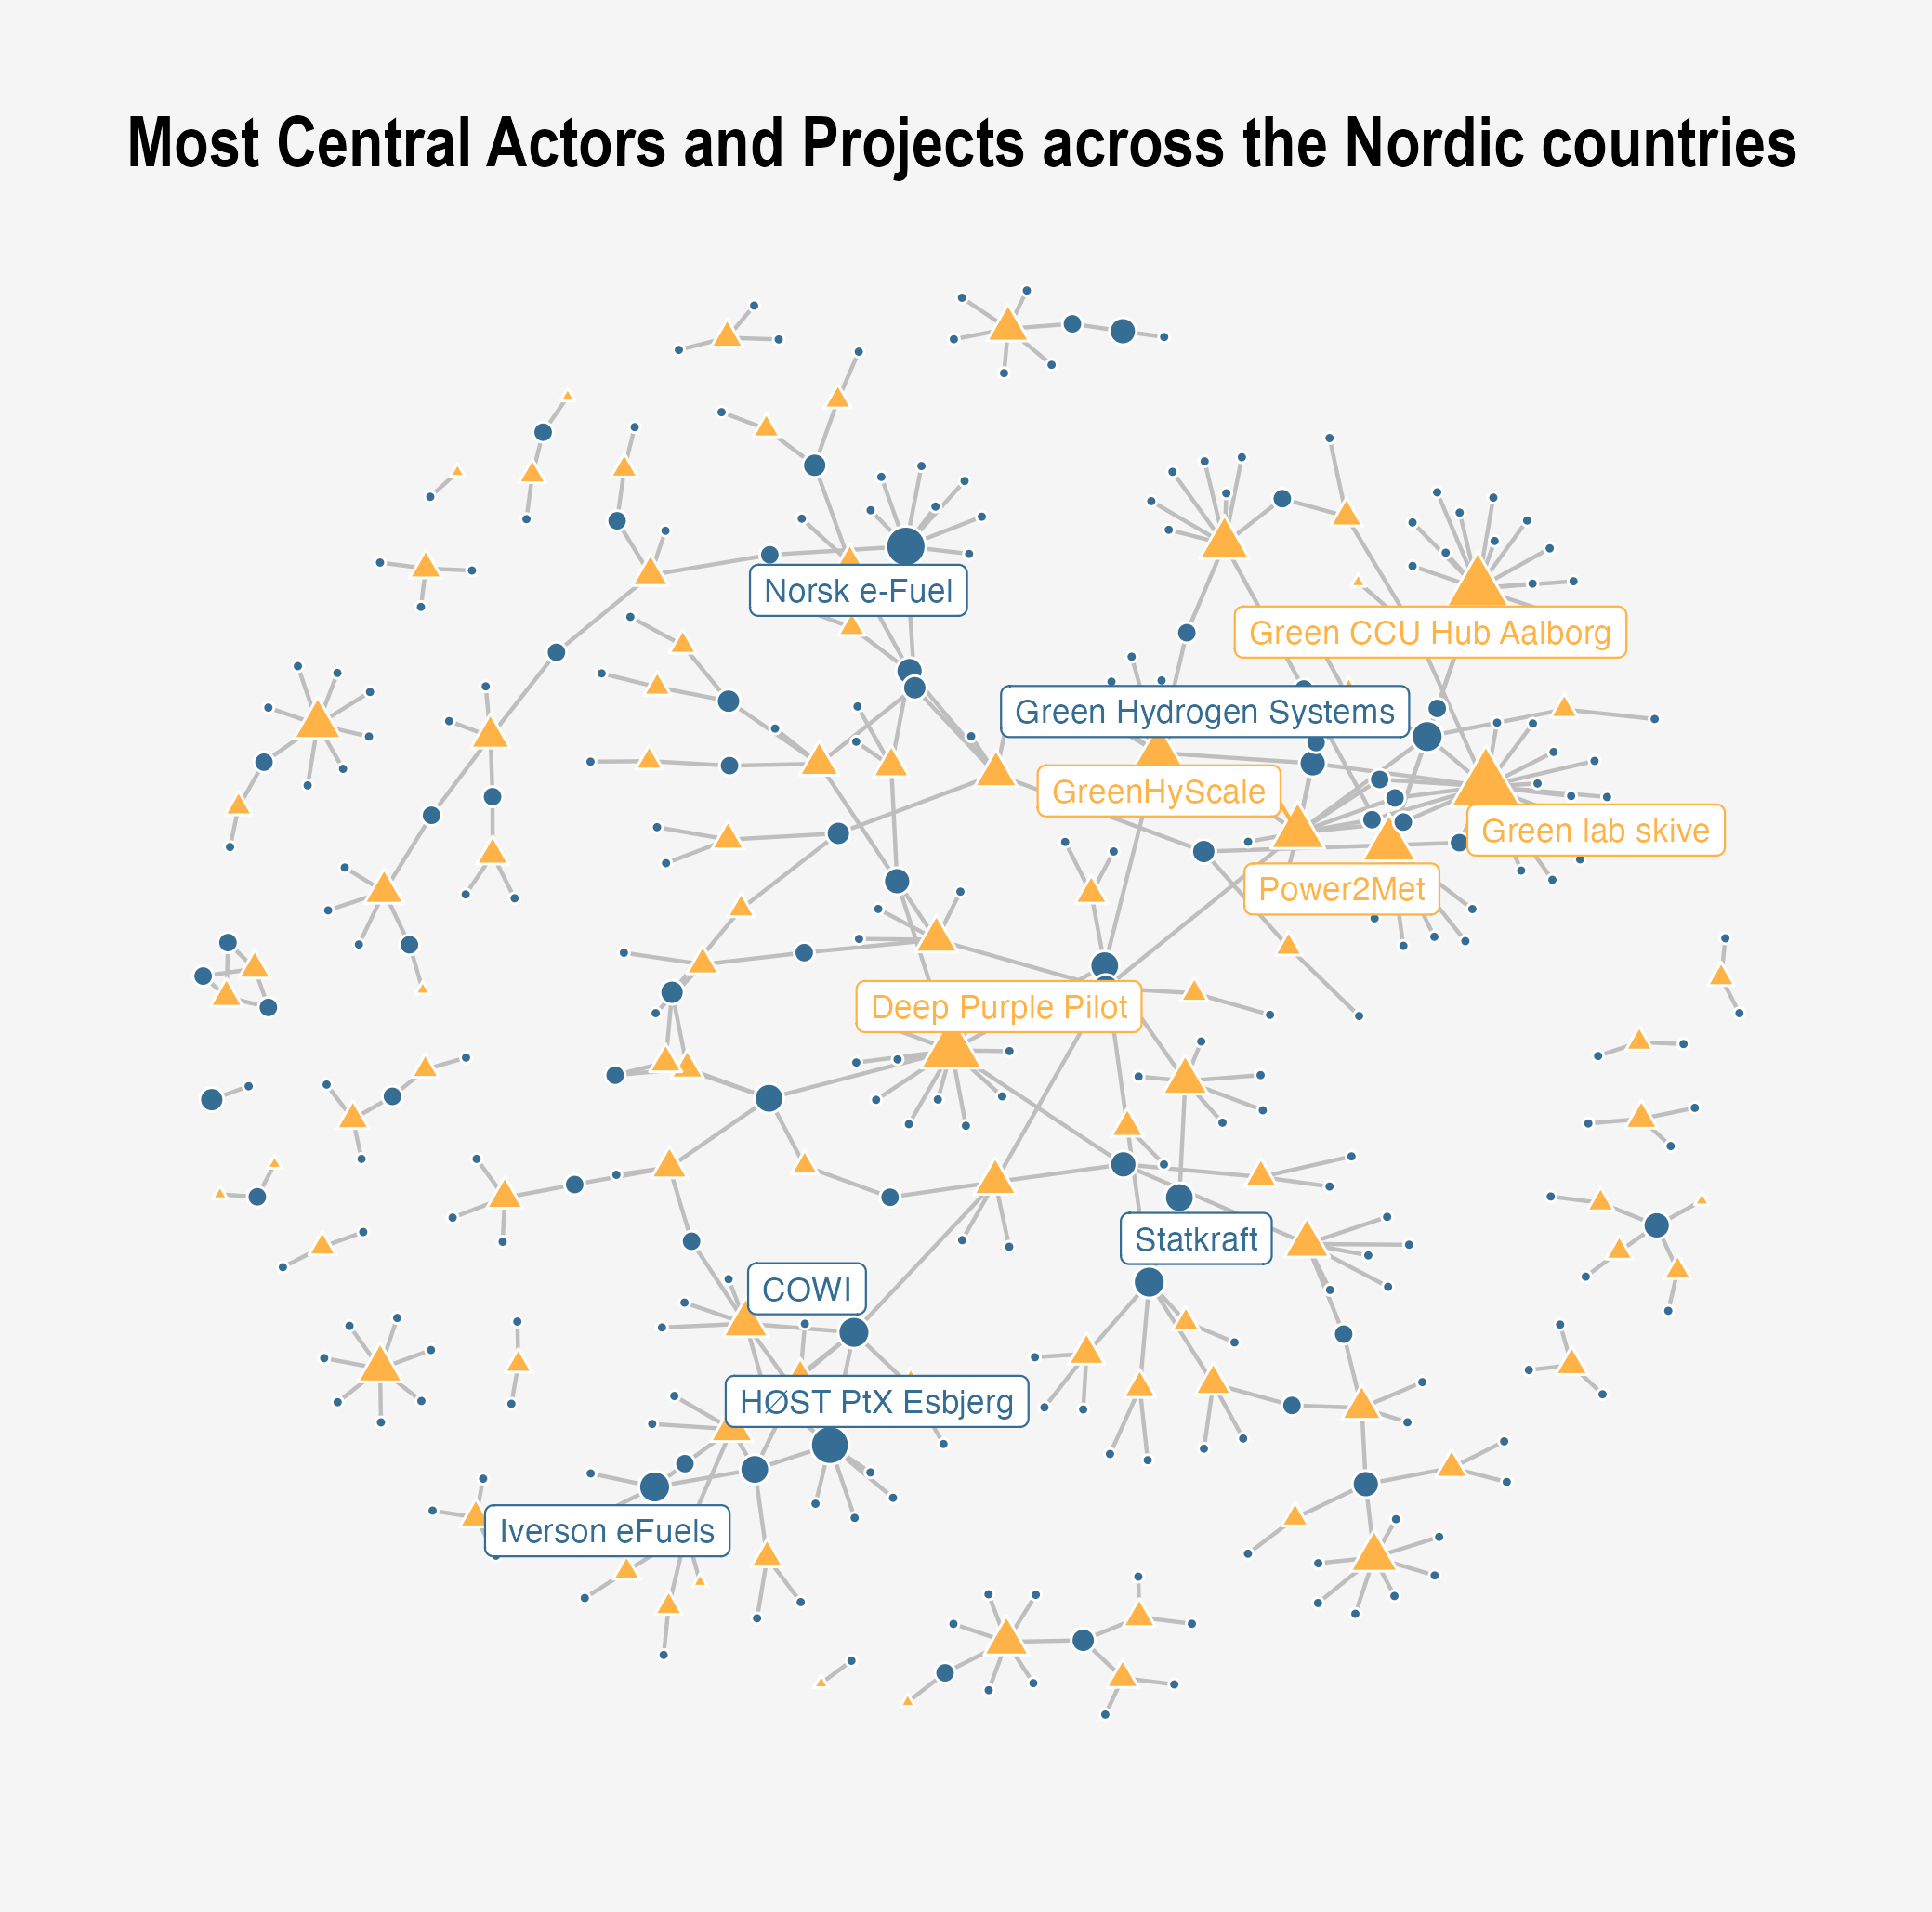 Most Central Actors and Projects across the Nordic countries
Norsk e-Fuel
Green CCU Hub Aalborg
Green Hydrogen Systems
GreenHyScale
Green lab skive
Power2Met
Deep Purple Pilot
Statkraft
COWI
HØST PtX Esbjerg
Iverson eFuels